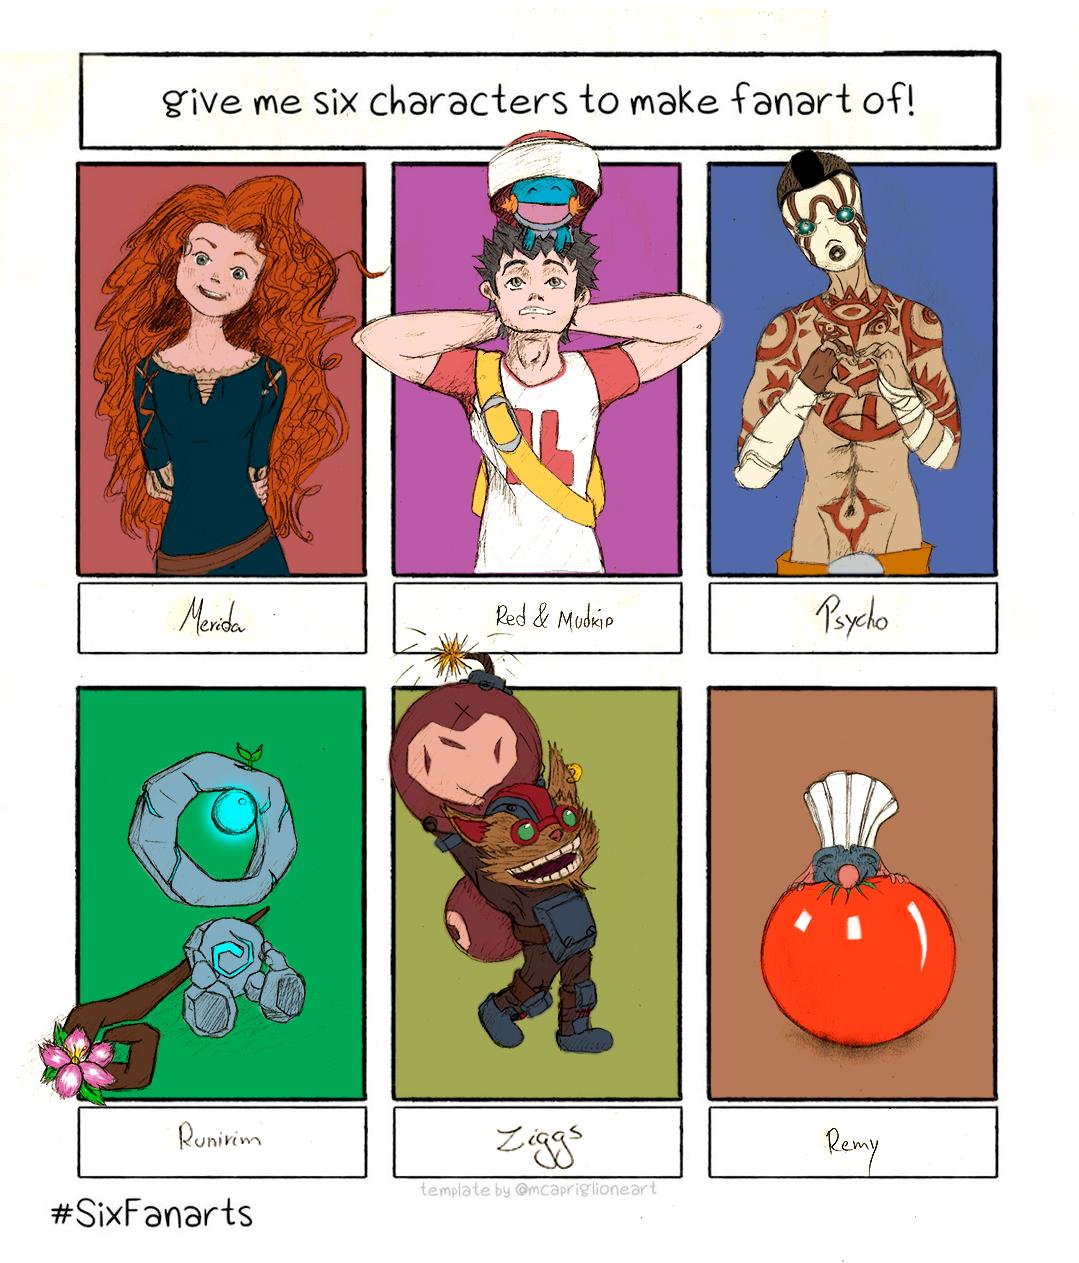 give me six characters to make fanart of!
Merida
Red & Mudkip
Psycho
Runirim
Ziggs
Remy
template by @mcapriglioneart
#SixFanarts